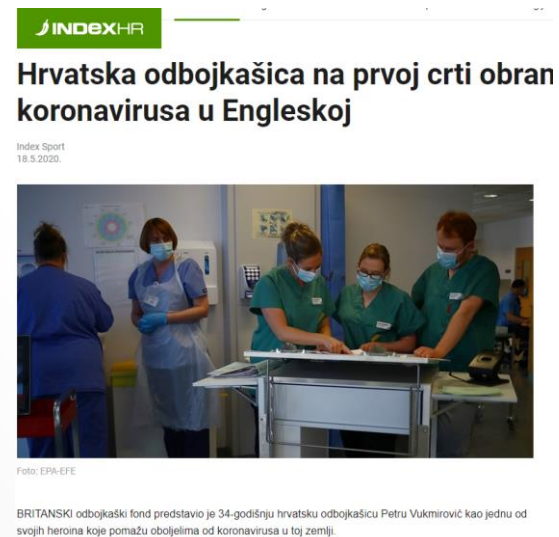 INDEXHR
Hrvatska odbojkašica na prvoj crti obran
koronavirusa u Engleskoj
Index Sport
18.5.2020.
Foto: EPA-EFE
BRITANSKI odbojkaški fond predstavio je 34-godišnju hrvatsku odbojkašicu Petru Vukmirović kao jednu od
svojih heroina koje pomažu oboljelima od koronavirusa u toj zemlji.